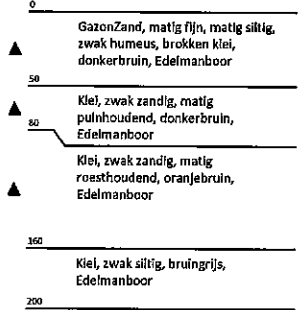 0
GazonZand, matig fijn, matig siltig,
zwak humeus, brokken klei,
donkerbruin, Edelmanboor
50
Klei, zwak zandig, matig
puinhoudend, donkerbruin,
Edelmanboor
80
Klei, zwak zandig, matig
roesthoudend, oranjebruin,
Edelmanboor
160
Klei, zwak siltig, bruingrijs,
Edelmanboor
200